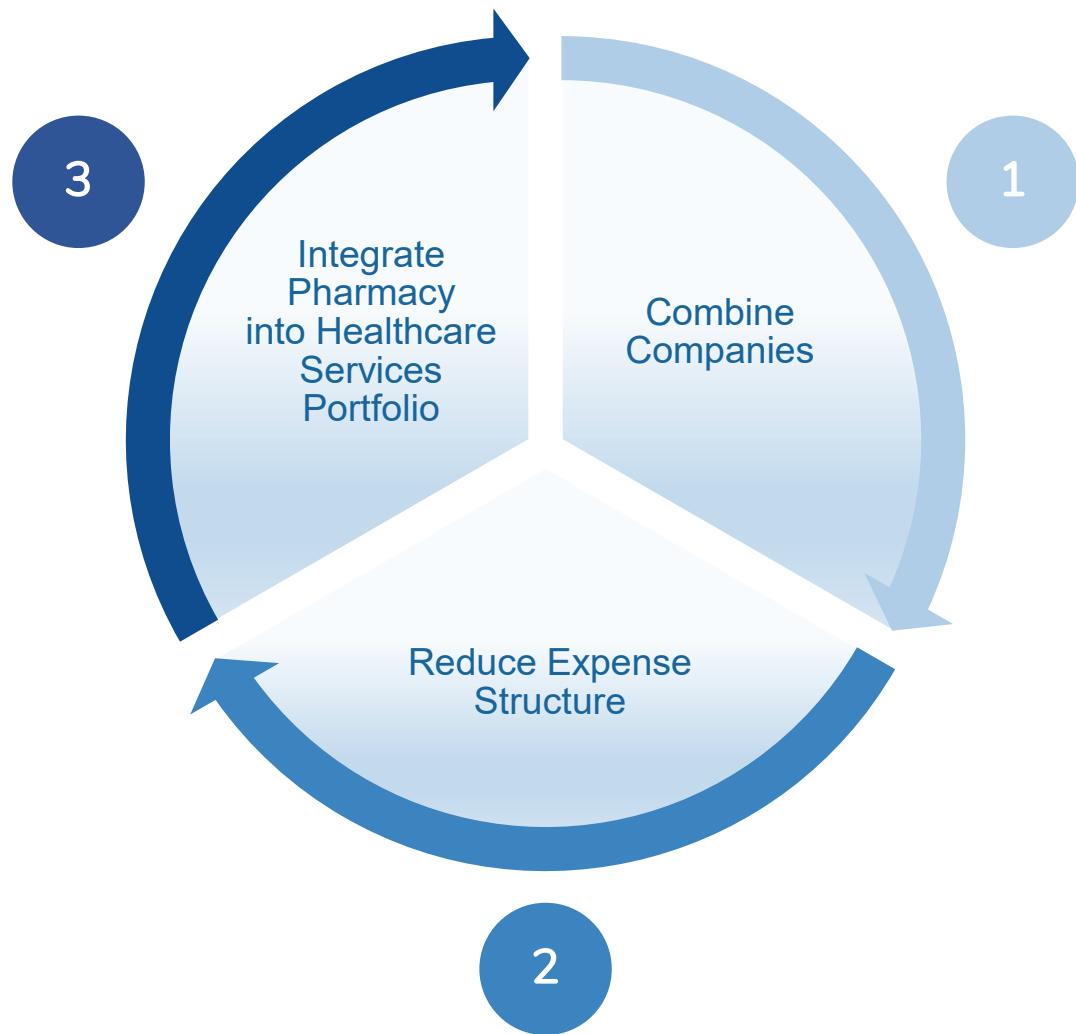 1
Combine
Companies
2
Reduce Expense
Structure
3
Integrate
Pharmacy
into Healthcare
Services
Portfolio